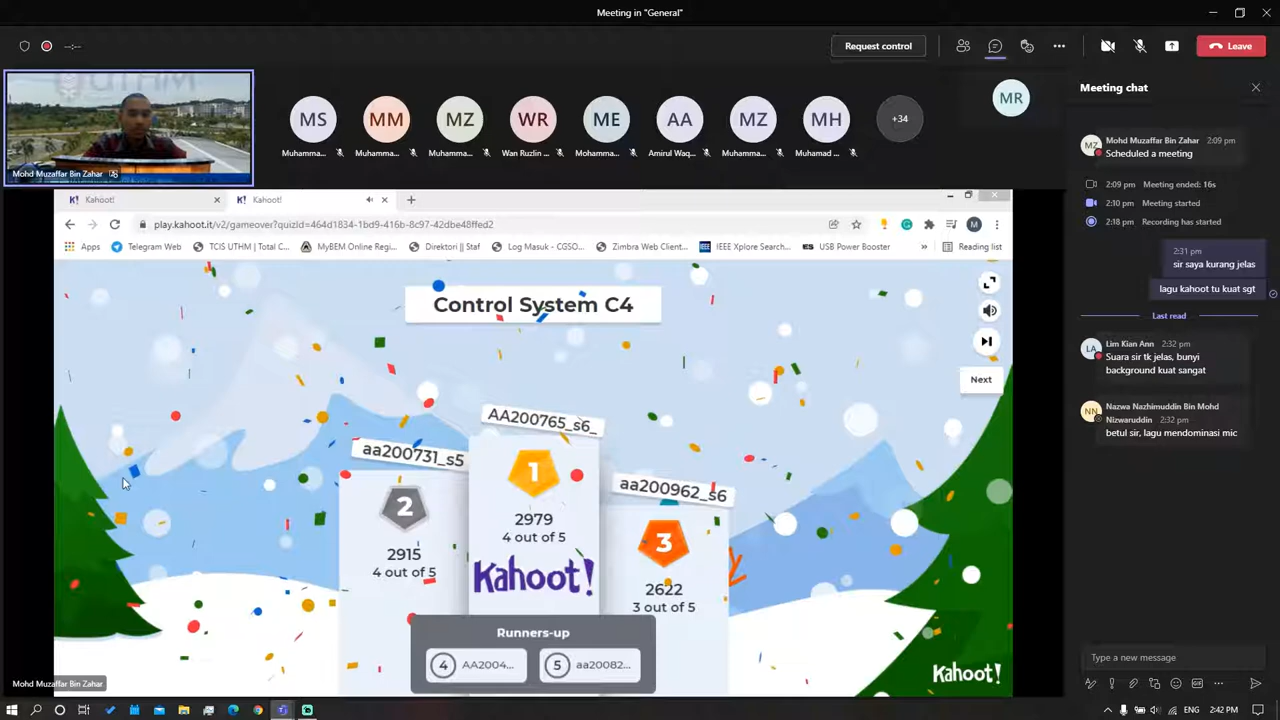 Meeting in "General"
Request control
Leave
UTHM
Mohd Muzaffar Bin Zahar
MS
MM
MZ
WR
ME
AA
MZ
MH
+34
MR
Muhamma...
Muhamma...
Muhamma...
Wan Ruzlin ...
Mohamma...
Amirul Waq...
Muhamma...
Muhamad ...
Kahoot!
Kahoot!
play.kahoot.it/v2/gameover?quizId=464d1834-1bd9-416b-8c97-42dbe48ffed2
M
Apps
Telegram Web
TCIS UTHM | Total C...
MyBEM Online Regi...
Direktori || Staf
Log Masuk - CGSO...
Zimbra Web Client...
IEEE Xplore Search...
USB Power Booster
»
Reading list
Control System C4
Next
AA200765_s6_
aa200731_s5
aa200962_s6
1
2979
4 out of 5
Kahoot!
2
2915
4 out of 5
3
2622
3 out of 5
Runners-up
4 AA2004...
5 aa20082...
Kahoot!
Mohd Muzaffar Bin Zahar
Meeting chat
MZ
Mohd Muzaffar Bin Zahar 2:09 pm
Scheduled a meeting
2:09 pm Meeting ended: 16s
2:10 pm Meeting started
2:18 pm Recording has started
2:31 pm
sir saya kurang jelas
lagu kahoot tu kuat sgt
Last read
LA
Lim Kian Ann 2:32 pm
Suara sir tk jelas, bunyi
background kuat sangat
NN
Nazwa Nazhimuddin Bin Mohd
Nizwaruddin 2:32 pm
betul sir, lagu mendominasi mic
Type a new message
GIF
ENG
2:42 PM